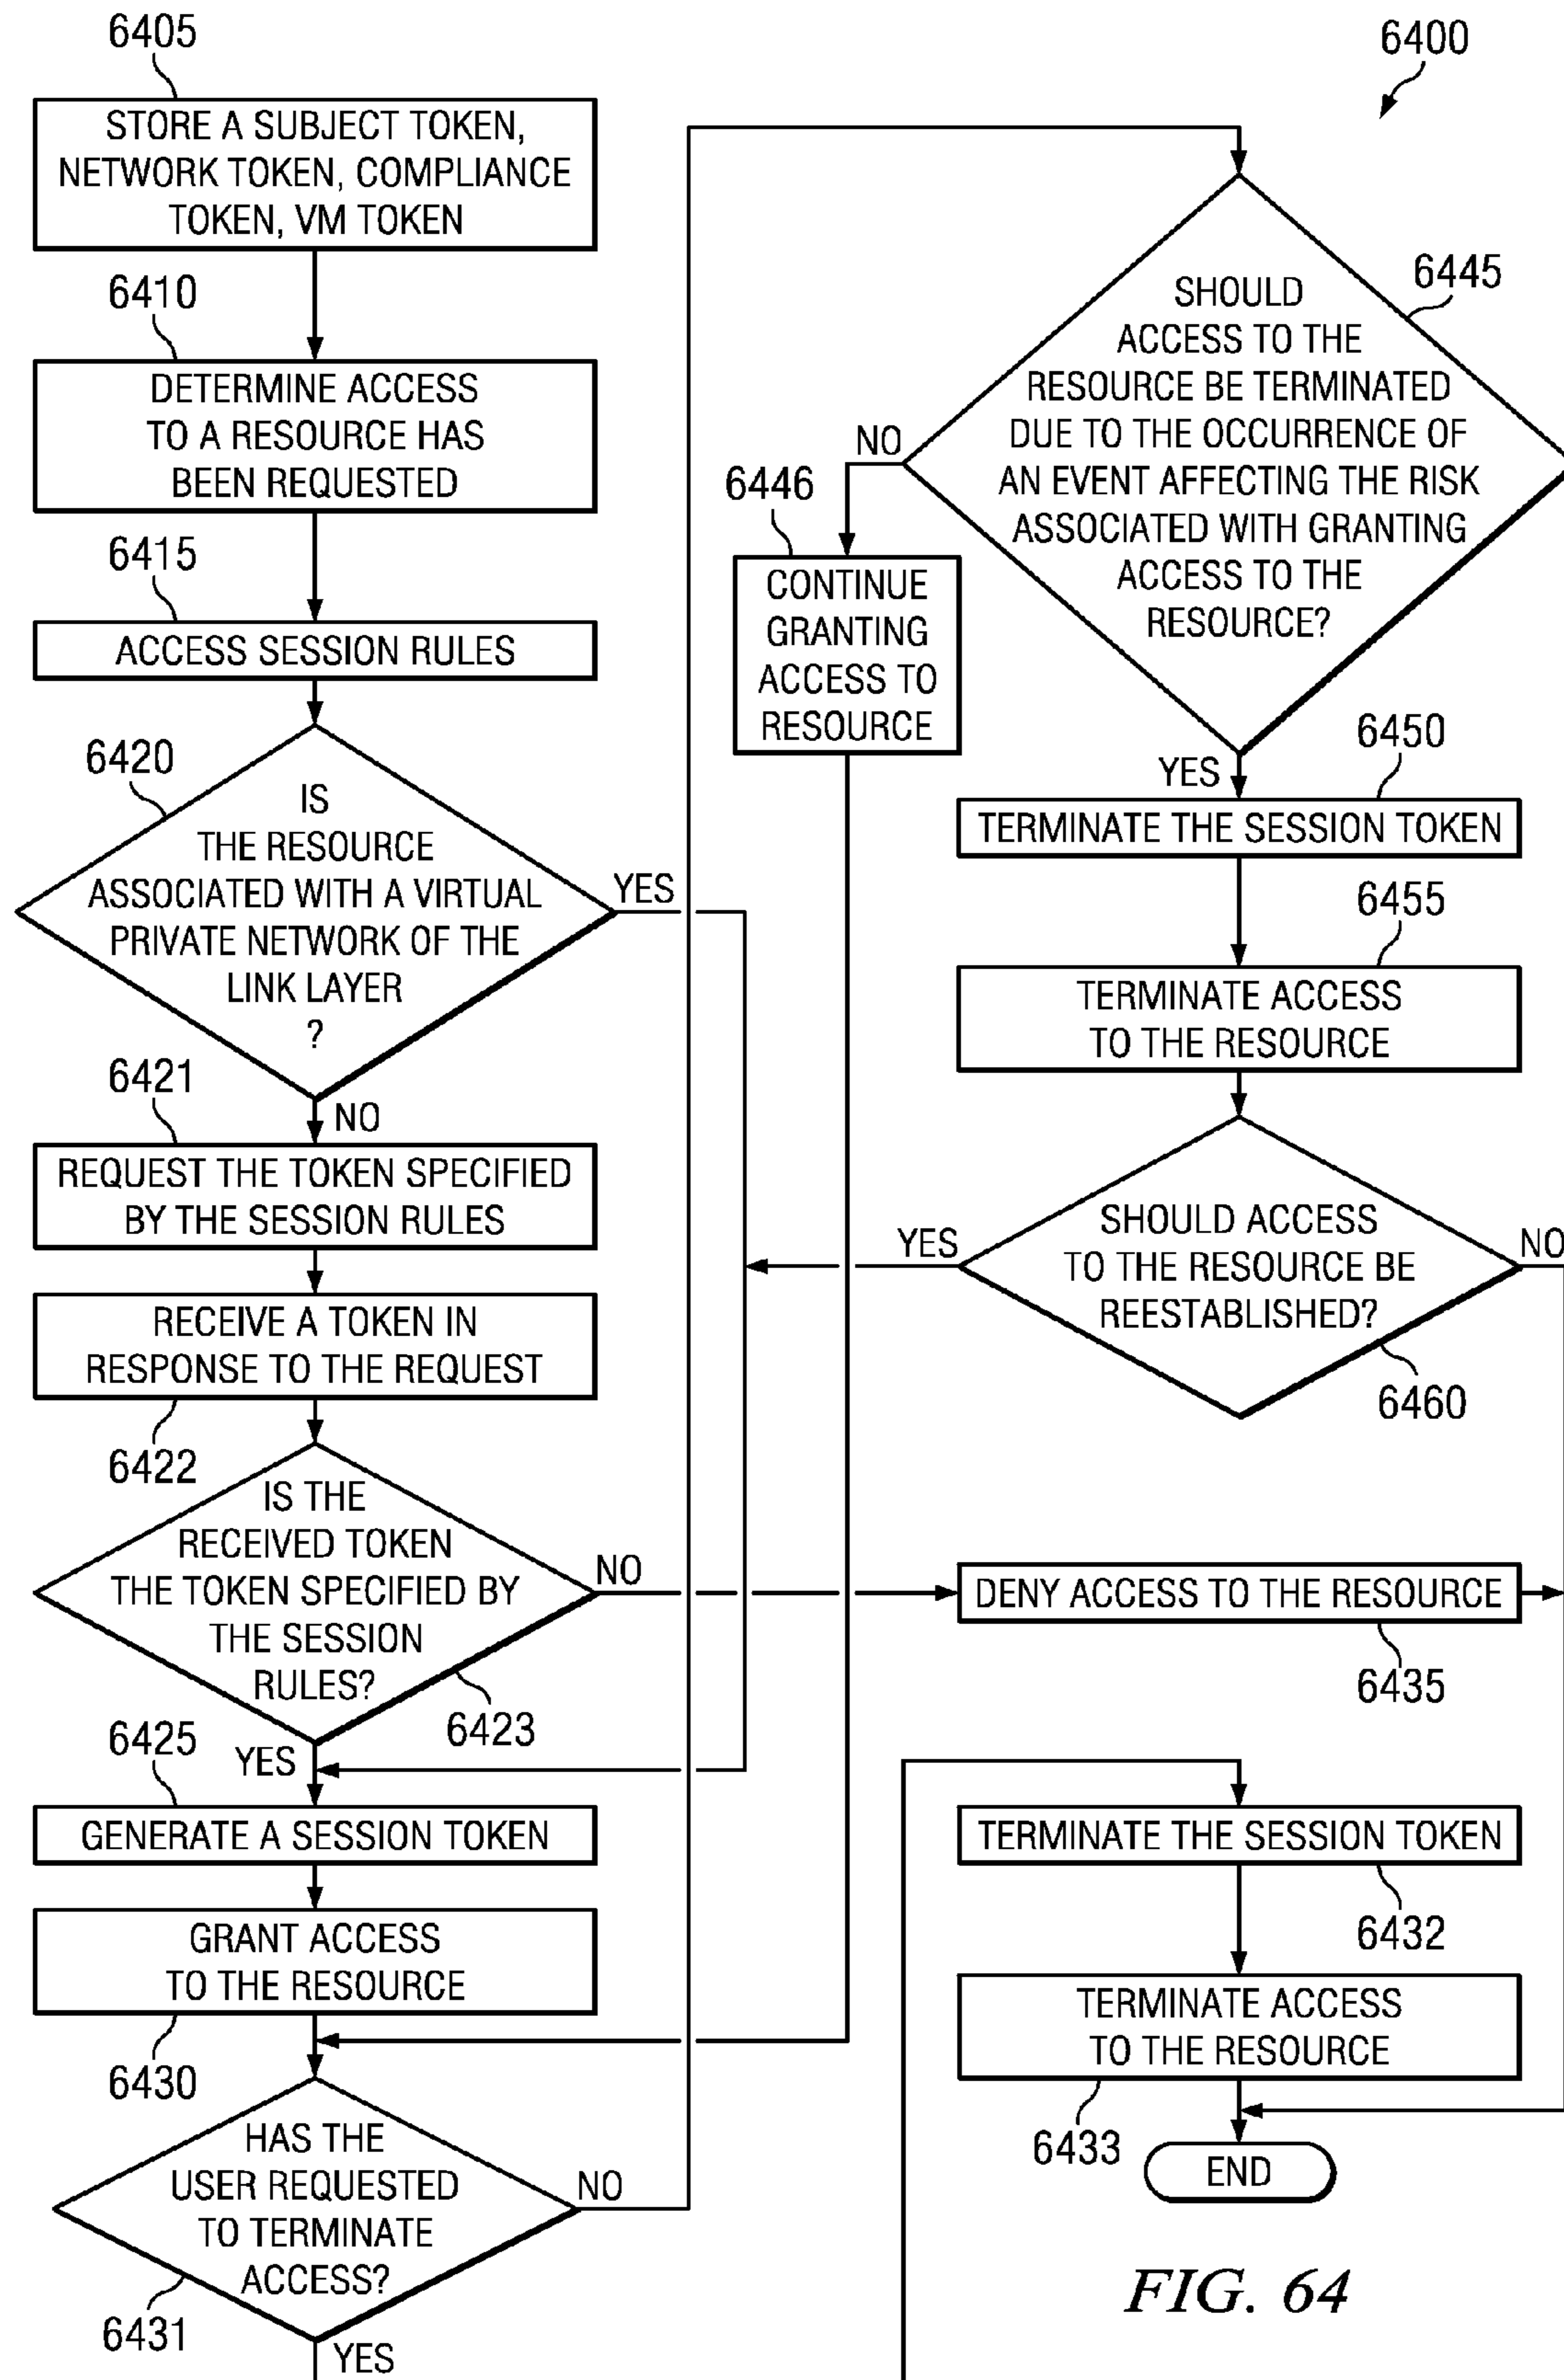 6405
STORE A SUBJECT TOKEN,
NETWORK TOKEN, COMPLIANCE
TOKEN, VM TOKEN
6410
DETERMINE ACCESS
TO A RESOURCE HAS
BEEN REQUESTED
6415
ACCESS SESSION RULES
6420
IS
THE RESOURCE
ASSOCIATED WITH A VIRTUAL
PRIVATE NETWORK OF THE
LINK LAYER
?
YES
NO
6421
REQUEST THE TOKEN SPECIFIED
BY THE SESSION RULES
RECEIVE A TOKEN IN
RESPONSE TO THE REQUEST
6422
IS THE
RECEIVED TOKEN
THE TOKEN SPECIFIED BY
THE SESSION
RULES?
NO
6423
YES
6425
GENERATE A SESSION TOKEN
GRANT ACCESS
TO THE RESOURCE
6430
HAS THE
USER REQUESTED
TO TERMINATE
ACCESS?
NO
6431
YES
6400
6445
SHOULD
ACCESS TO THE
RESOURCE BE TERMINATED
DUE TO THE OCCURRENCE OF
AN EVENT AFFECTING THE RISK
ASSOCIATED WITH GRANTING
ACCESS TO THE
RESOURCE?
NO
6446
CONTINUE
GRANTING
ACCESS TO
RESOURCE
YES
6450
TERMINATE THE SESSION TOKEN
6455
TERMINATE ACCESS
TO THE RESOURCE
SHOULD ACCESS
TO THE RESOURCE BE
REESTABLISHED?
YES
NO
6460
DENY ACCESS TO THE RESOURCE
6435
TERMINATE THE SESSION TOKEN
6432
TERMINATE ACCESS
TO THE RESOURCE
6433
END
FIG. 64